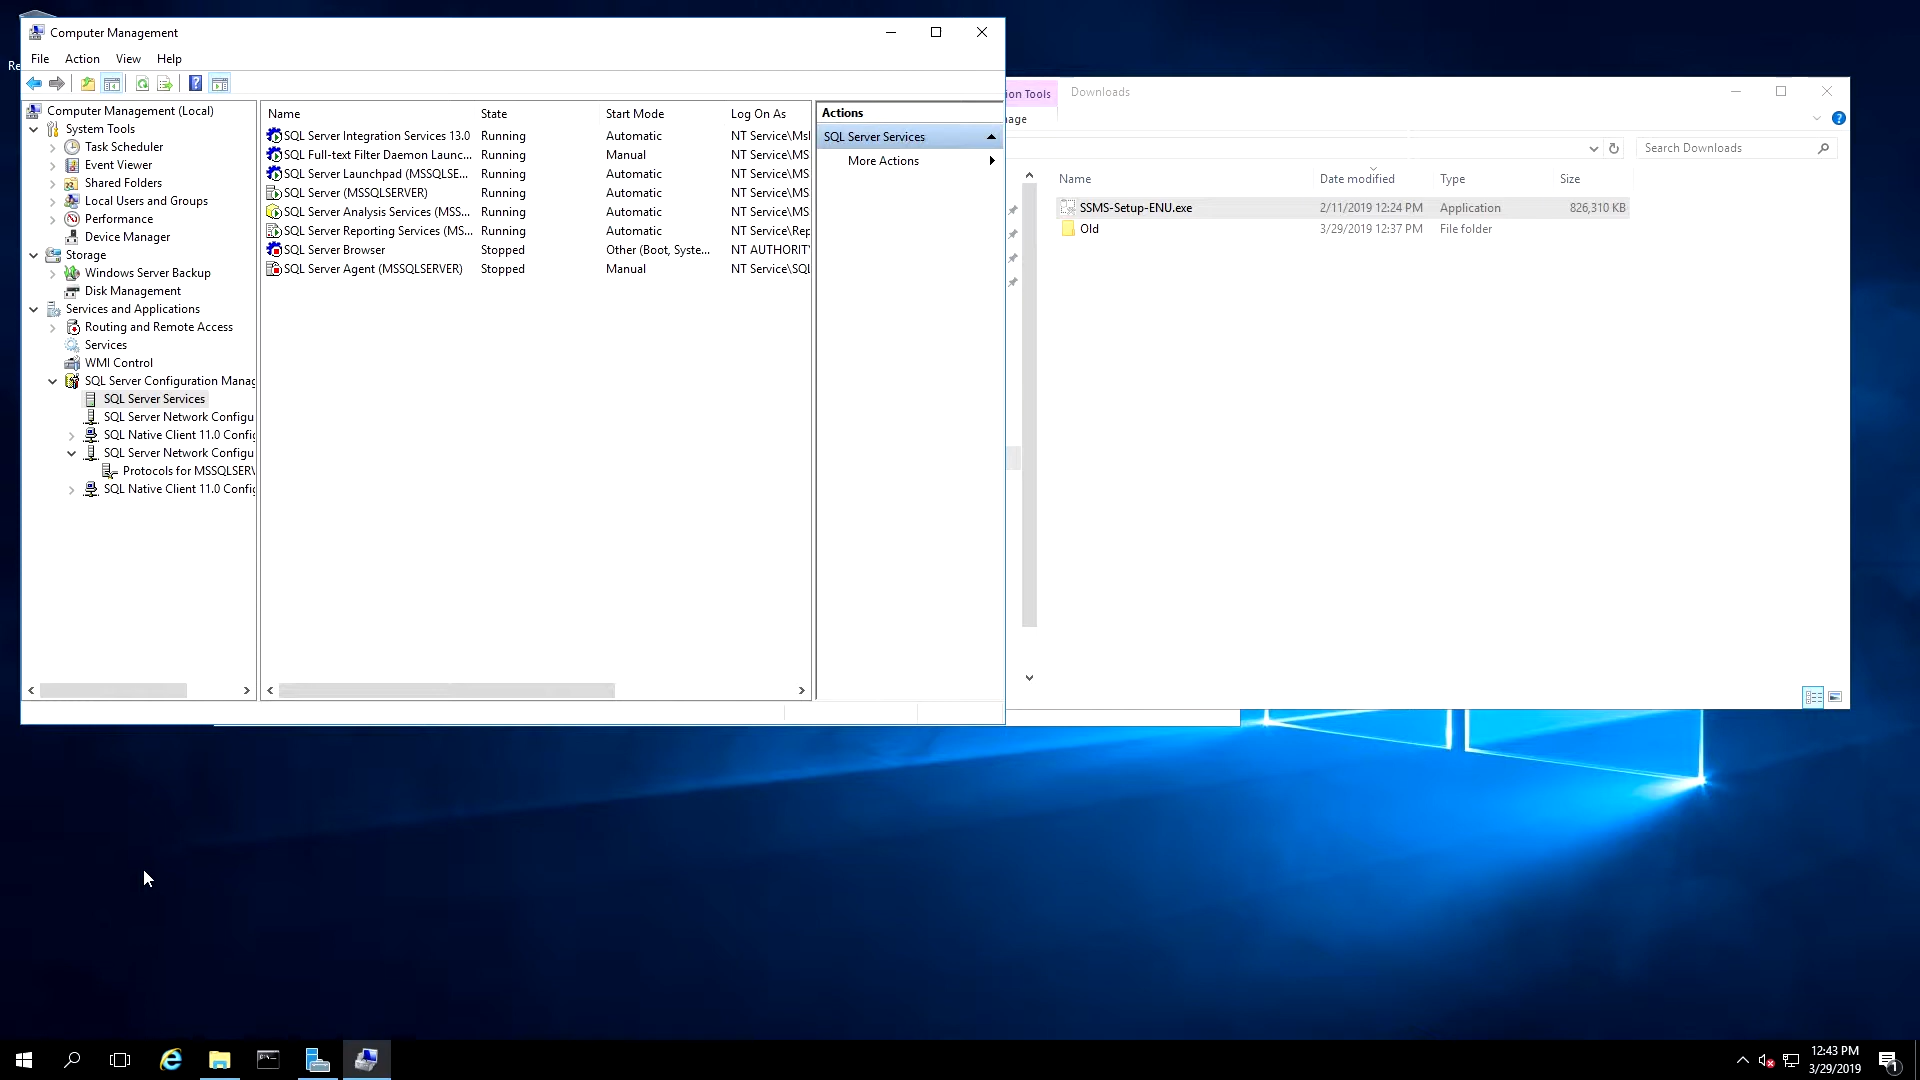 Computer Management
File Action View Help
Computer Management (Local)
System Tools
Task Scheduler
Event Viewer
Shared Folders
Local Users and Groups
Performance
Device Manager
Storage
Windows Server Backup
Disk Management
Services and Applications
Routing and Remote Access
Services
WMI Control
SQL Server Configuration Manag
SQL Server Services
SQL Server Network Configu
SQL Native Client 11.0 Config
SQL Server Network Configu
Protocols for MSSQLSERV
SQL Native Client 11.0 Config
Name State Start Mode Log On As
SQL Server Integration Services 13.0 Running Automatic NT Service\MsI
SQL Full-text Filter Daemon Launc... Running Manual NT Service\MS
SQL Server Launchpad (MSSQLSE... Running Automatic NT Service\MS
SQL Server (MSSQLSERVER) Running Automatic NT Service\MS
SQL Server Analysis Services (MSS... Running Automatic NT Service\MS
SQL Server Reporting Services (MS... Running Automatic NT Service\Rep
SQL Server Browser Stopped Other (Boot, Syste... NT AUTHORIT
SQL Server Agent (MSSQLSERVER) Stopped Manual NT Service\SQL
Actions
SQL Server Services
More Actions
ion Tools Downloads
age
Search Downloads
Name Date modified Type Size
SSMS-Setup-ENU.exe 2/11/2019 12:24 PM Application 826,310 KB
Old 3/29/2019 12:37 PM File folder
Re
12:43 PM
3/29/2019
1